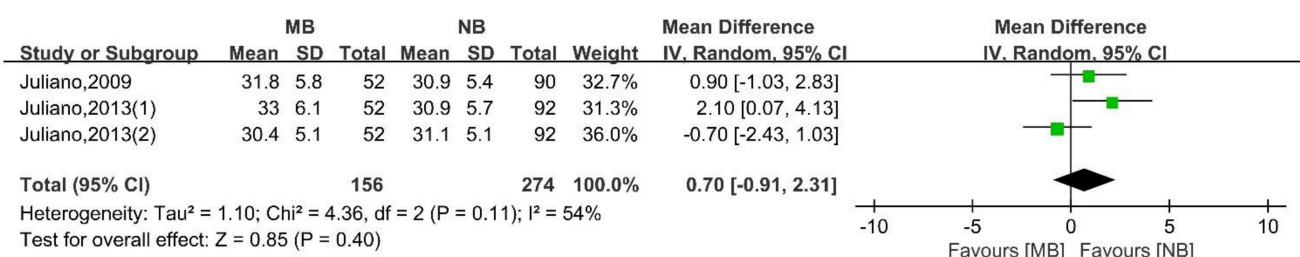 MB NB Mean Difference Mean Difference
Study or Subgroup Mean SD Total Mean SD Total Weight IV, Random, 95% CI IV, Random, 95% CI
Juliano,2009 31.8 5.8 52 30.9 5.4 90 32.7% 0.90 [-1.03, 2.83]
Juliano,2013(1) 33 6.1 52 30.9 5.7 92 31.3% 2.10 [0.07, 4.13]
Juliano,2013(2) 30.4 5.1 52 31.1 5.1 92 36.0% -0.70 [-2.43, 1.03]
Total (95% CI) 156 274 100.0% 0.70 [-0.91, 2.31]
Heterogeneity: Tau² = 1.10; Chi² = 4.36, df = 2 (P = 0.11); I² = 54%
Test for overall effect: Z = 0.85 (P = 0.40)
-10 -5 0 5 10
Favours [MB] Favours [NB]